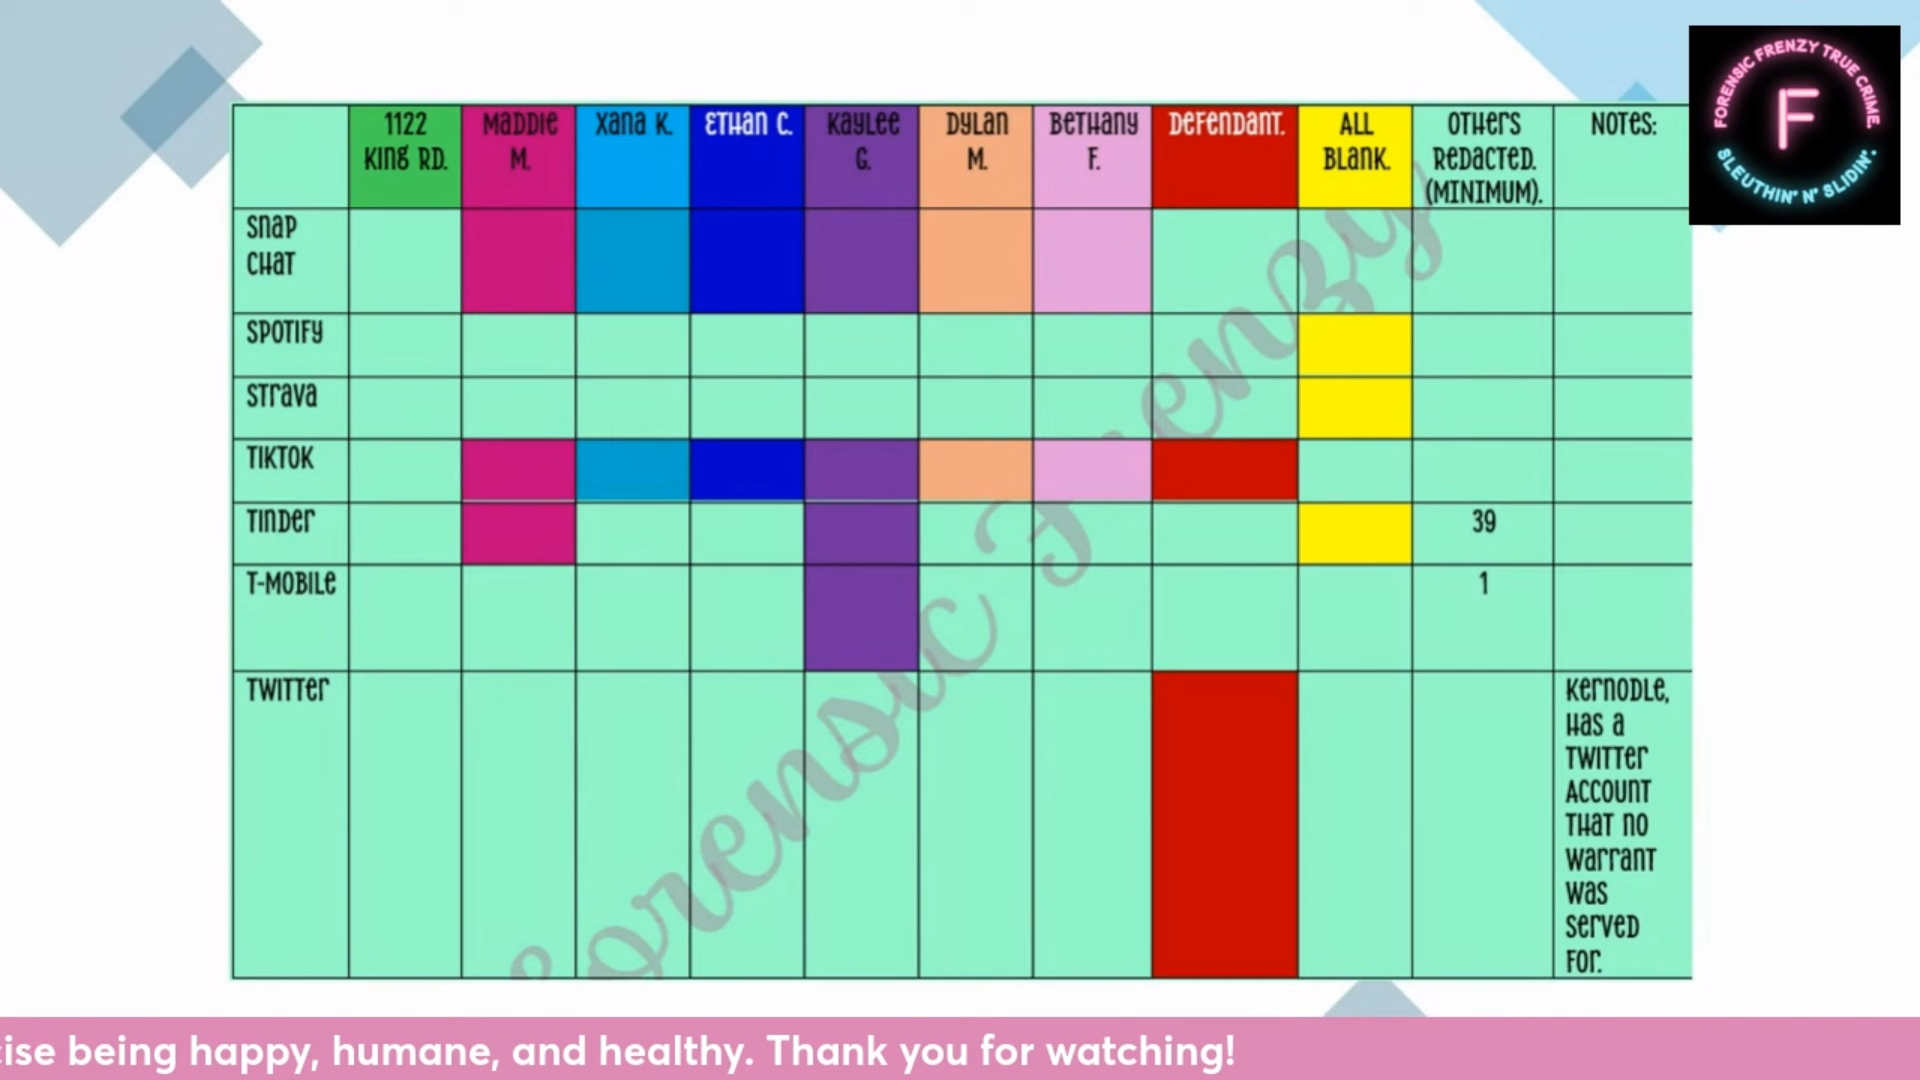 1122 KING RD.
MADDIE M.
XANA K.
ETHAN C.
KAYLEE G.
DYLAN M.
BETHANY F.
DEFENDANT.
ALL BLANK.
OTHERS REDACTED. (MINIMUM).
NOTES:
SNAP CHAT
SPOTIFY
STRAVA
TIKTOK
TINDER
39
T-MOBILE
1
TWITTER
KERNODLE,
HAS A
TWITTER
ACCOUNT
THAT NO
WARRANT
WAS
SERVED
FOR.
Forensic Frenzy
FORENSIC FRENZY TRUE CRIME.
F
SLEUTHIN' N' SLIDIN'.
cise being happy, humane, and healthy. Thank you for watching!